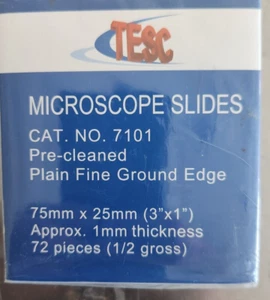 TESC
MICROSCOPE SLIDES
CAT. NO. 7101
Pre-cleaned
Plain Fine Ground Edge
75mm x 25mm (3"x1")
Approx. 1mm thickness
72 pieces (1/2 gross)